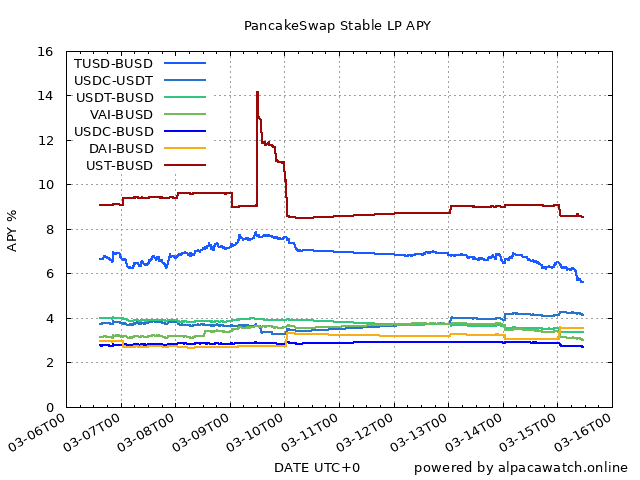 PancakeSwap Stable LP APY
16
14
12
10
8
6
4
2
0
APY %
TUSD-BUSD
USDC-USDT
USDT-BUSD
VAI-BUSD
USDC-BUSD
DAI-BUSD
UST-BUSD
03-06T00
03-07T00
03-08T00
03-09T00
03-10T00
03-11T00
03-12T00
03-13T00
03-14T00
03-15T00
03-16T00
DATE UTC+0
powered by alpacawatch.online